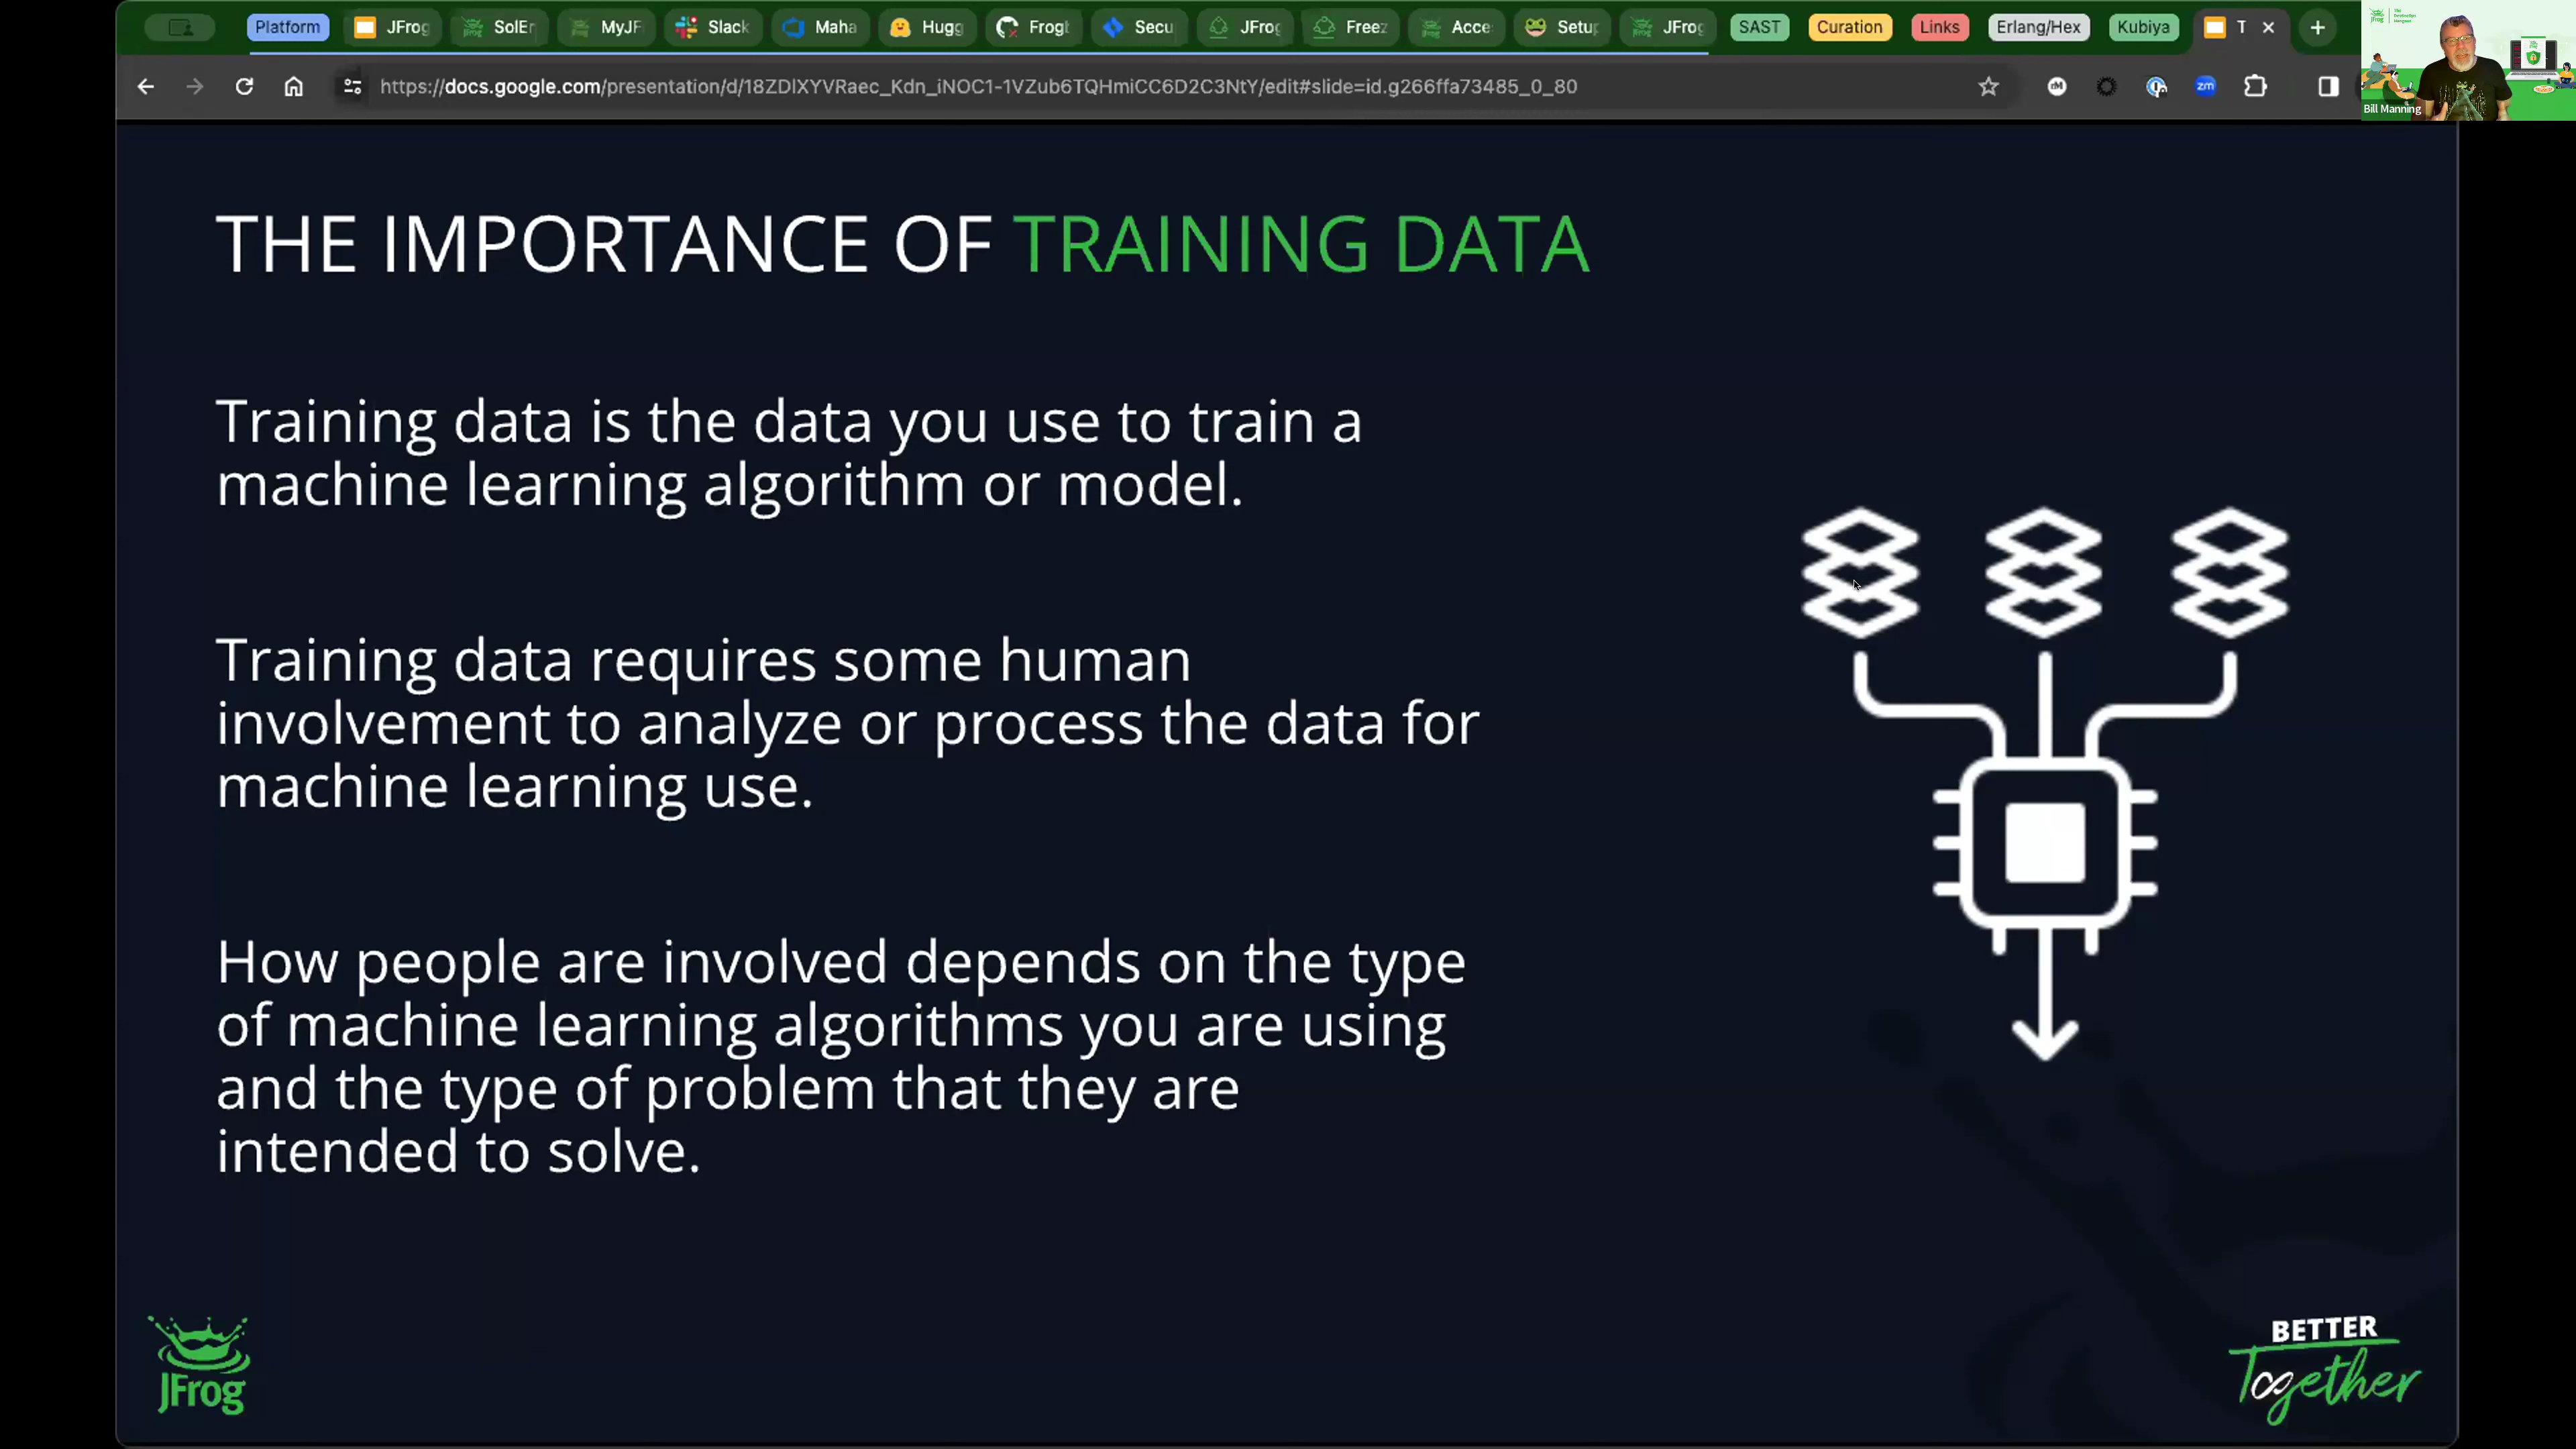 Platform JFrog SolEr MyJF Slack Maha Hugg Frogb Secu JFrog Freez Acce Setup JFrog SAST Curation Links Erlang/Hex Kubiya T
https://docs.google.com/presentation/d/18ZDlXYVRaec_Kdn_iNOC1-1VZub6TQHmiCC6D2C3NtY/edit#slide=id.g266ffa73485_0_80
zm
Bill Manning
THE IMPORTANCE OF TRAINING DATA
Training data is the data you use to train a
machine learning algorithm or model.
Training data requires some human
involvement to analyze or process the data for
machine learning use.
How people are involved depends on the type
of machine learning algorithms you are using
and the type of problem that they are
intended to solve.
JFrog
BETTER
Together